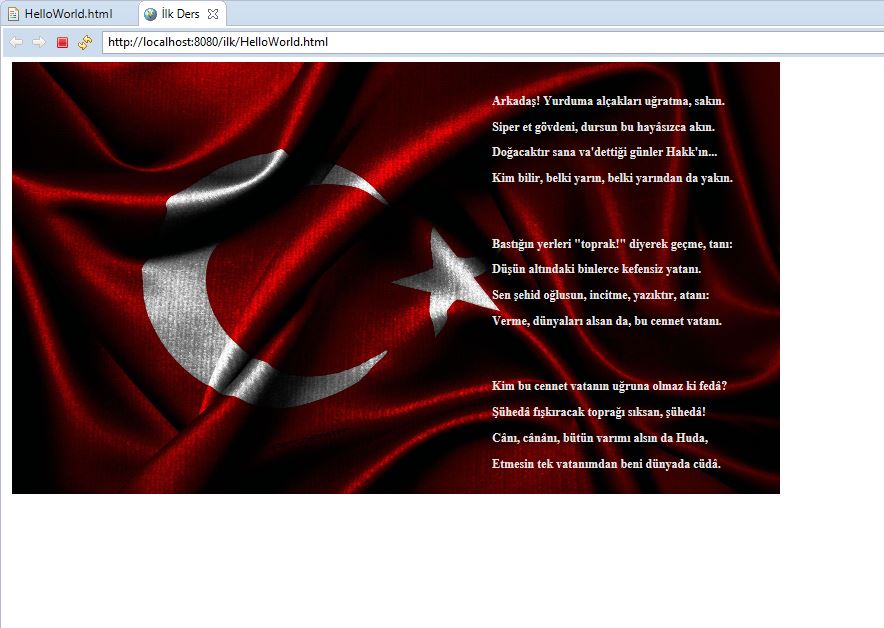 HelloWorld.html
İlk Ders
http://localhost:8080/ilk/HelloWorld.html
Arkadaş! Yurduma alçakları uğratma, sakın.
Siper et gövdeni, dursun bu hayâsızca akın.
Doğacaktır sana va'dettiği günler Hakk'ın...
Kim bilir, belki yarın, belki yarından da yakın.
Bastığın yerleri "toprak!" diyerek geçme, tanı:
Düşün altındaki binlerce kefensiz yatanı.
Sen şehid oğlusun, incitme, yazıktır, atanı:
Verme, dünyaları alsan da, bu cennet vatanı.
Kim bu cennet vatanın uğruna olmaz ki fedâ?
Şühedâ fışkıracak toprağı sıksan, şühedâ!
Cânı, cânânı, bütün varımı alsın da Huda,
Etmesin tek vatanımdan beni dünyada cüdâ.